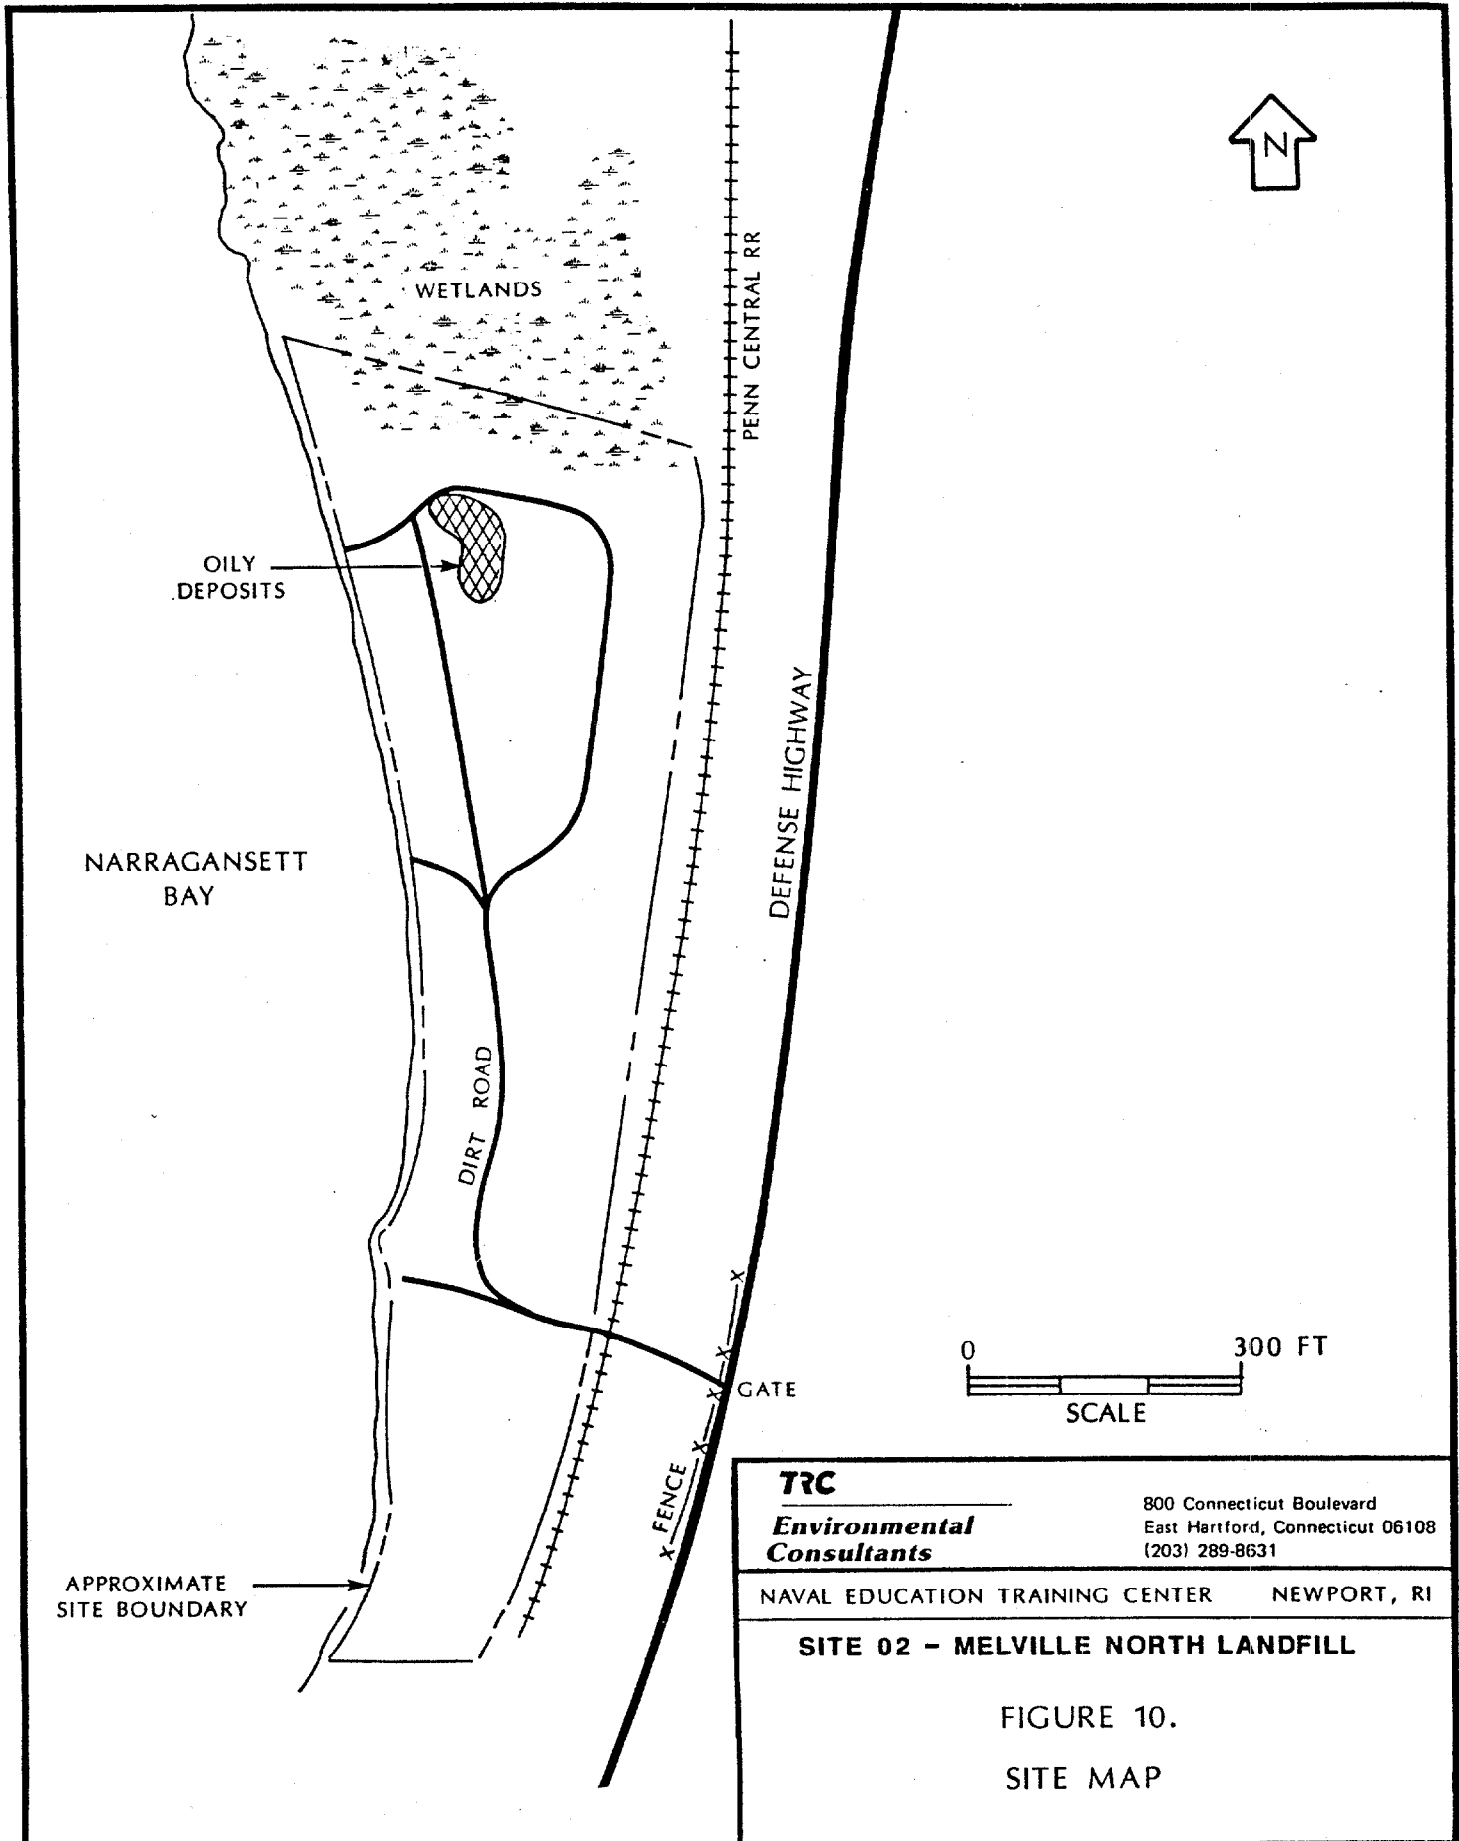 N
WETLANDS
PENN CENTRAL RR
OILY
DEPOSITS
DEFENSE HIGHWAY
NARRAGANSETT
BAY
DIRT ROAD
0 300 FT
SCALE
GATE
FENCE
APPROXIMATE
SITE BOUNDARY
TRC
Environmental
Consultants
800 Connecticut Boulevard
East Hartford, Connecticut 06108
(203) 289-8631
NAVAL EDUCATION TRAINING CENTER NEWPORT, RI
SITE 02 - MELVILLE NORTH LANDFILL
FIGURE 10.
SITE MAP